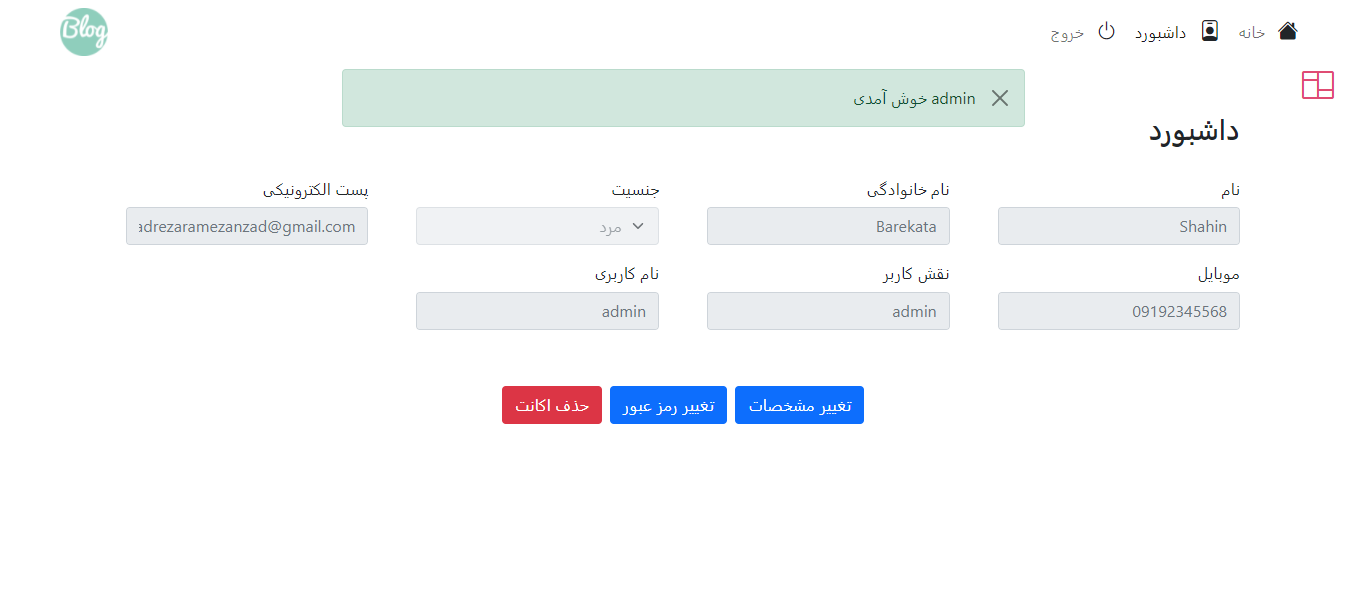 خانه
داشبورد
خروج
Blog
admin خوش آمدی
داشبورد
نام
نام خانوادگی
جنسیت
پست الکترونیکی
Shahin
Barekata
مرد
adrezaramezanzad@gmail.com
موبایل
نقش کاربر
نام کاربری
09192345568
admin
admin
تغییر مشخصات
تغییر رمز عبور
حذف اکانت